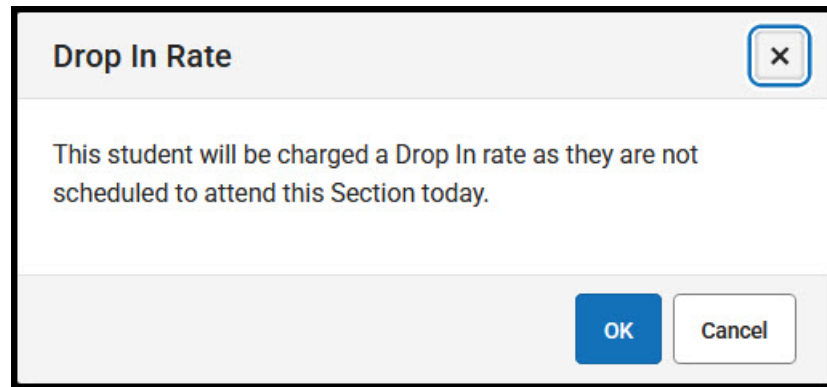 Drop In Rate
This student will be charged a Drop In rate as they are not
scheduled to attend this Section today.
OK
Cancel